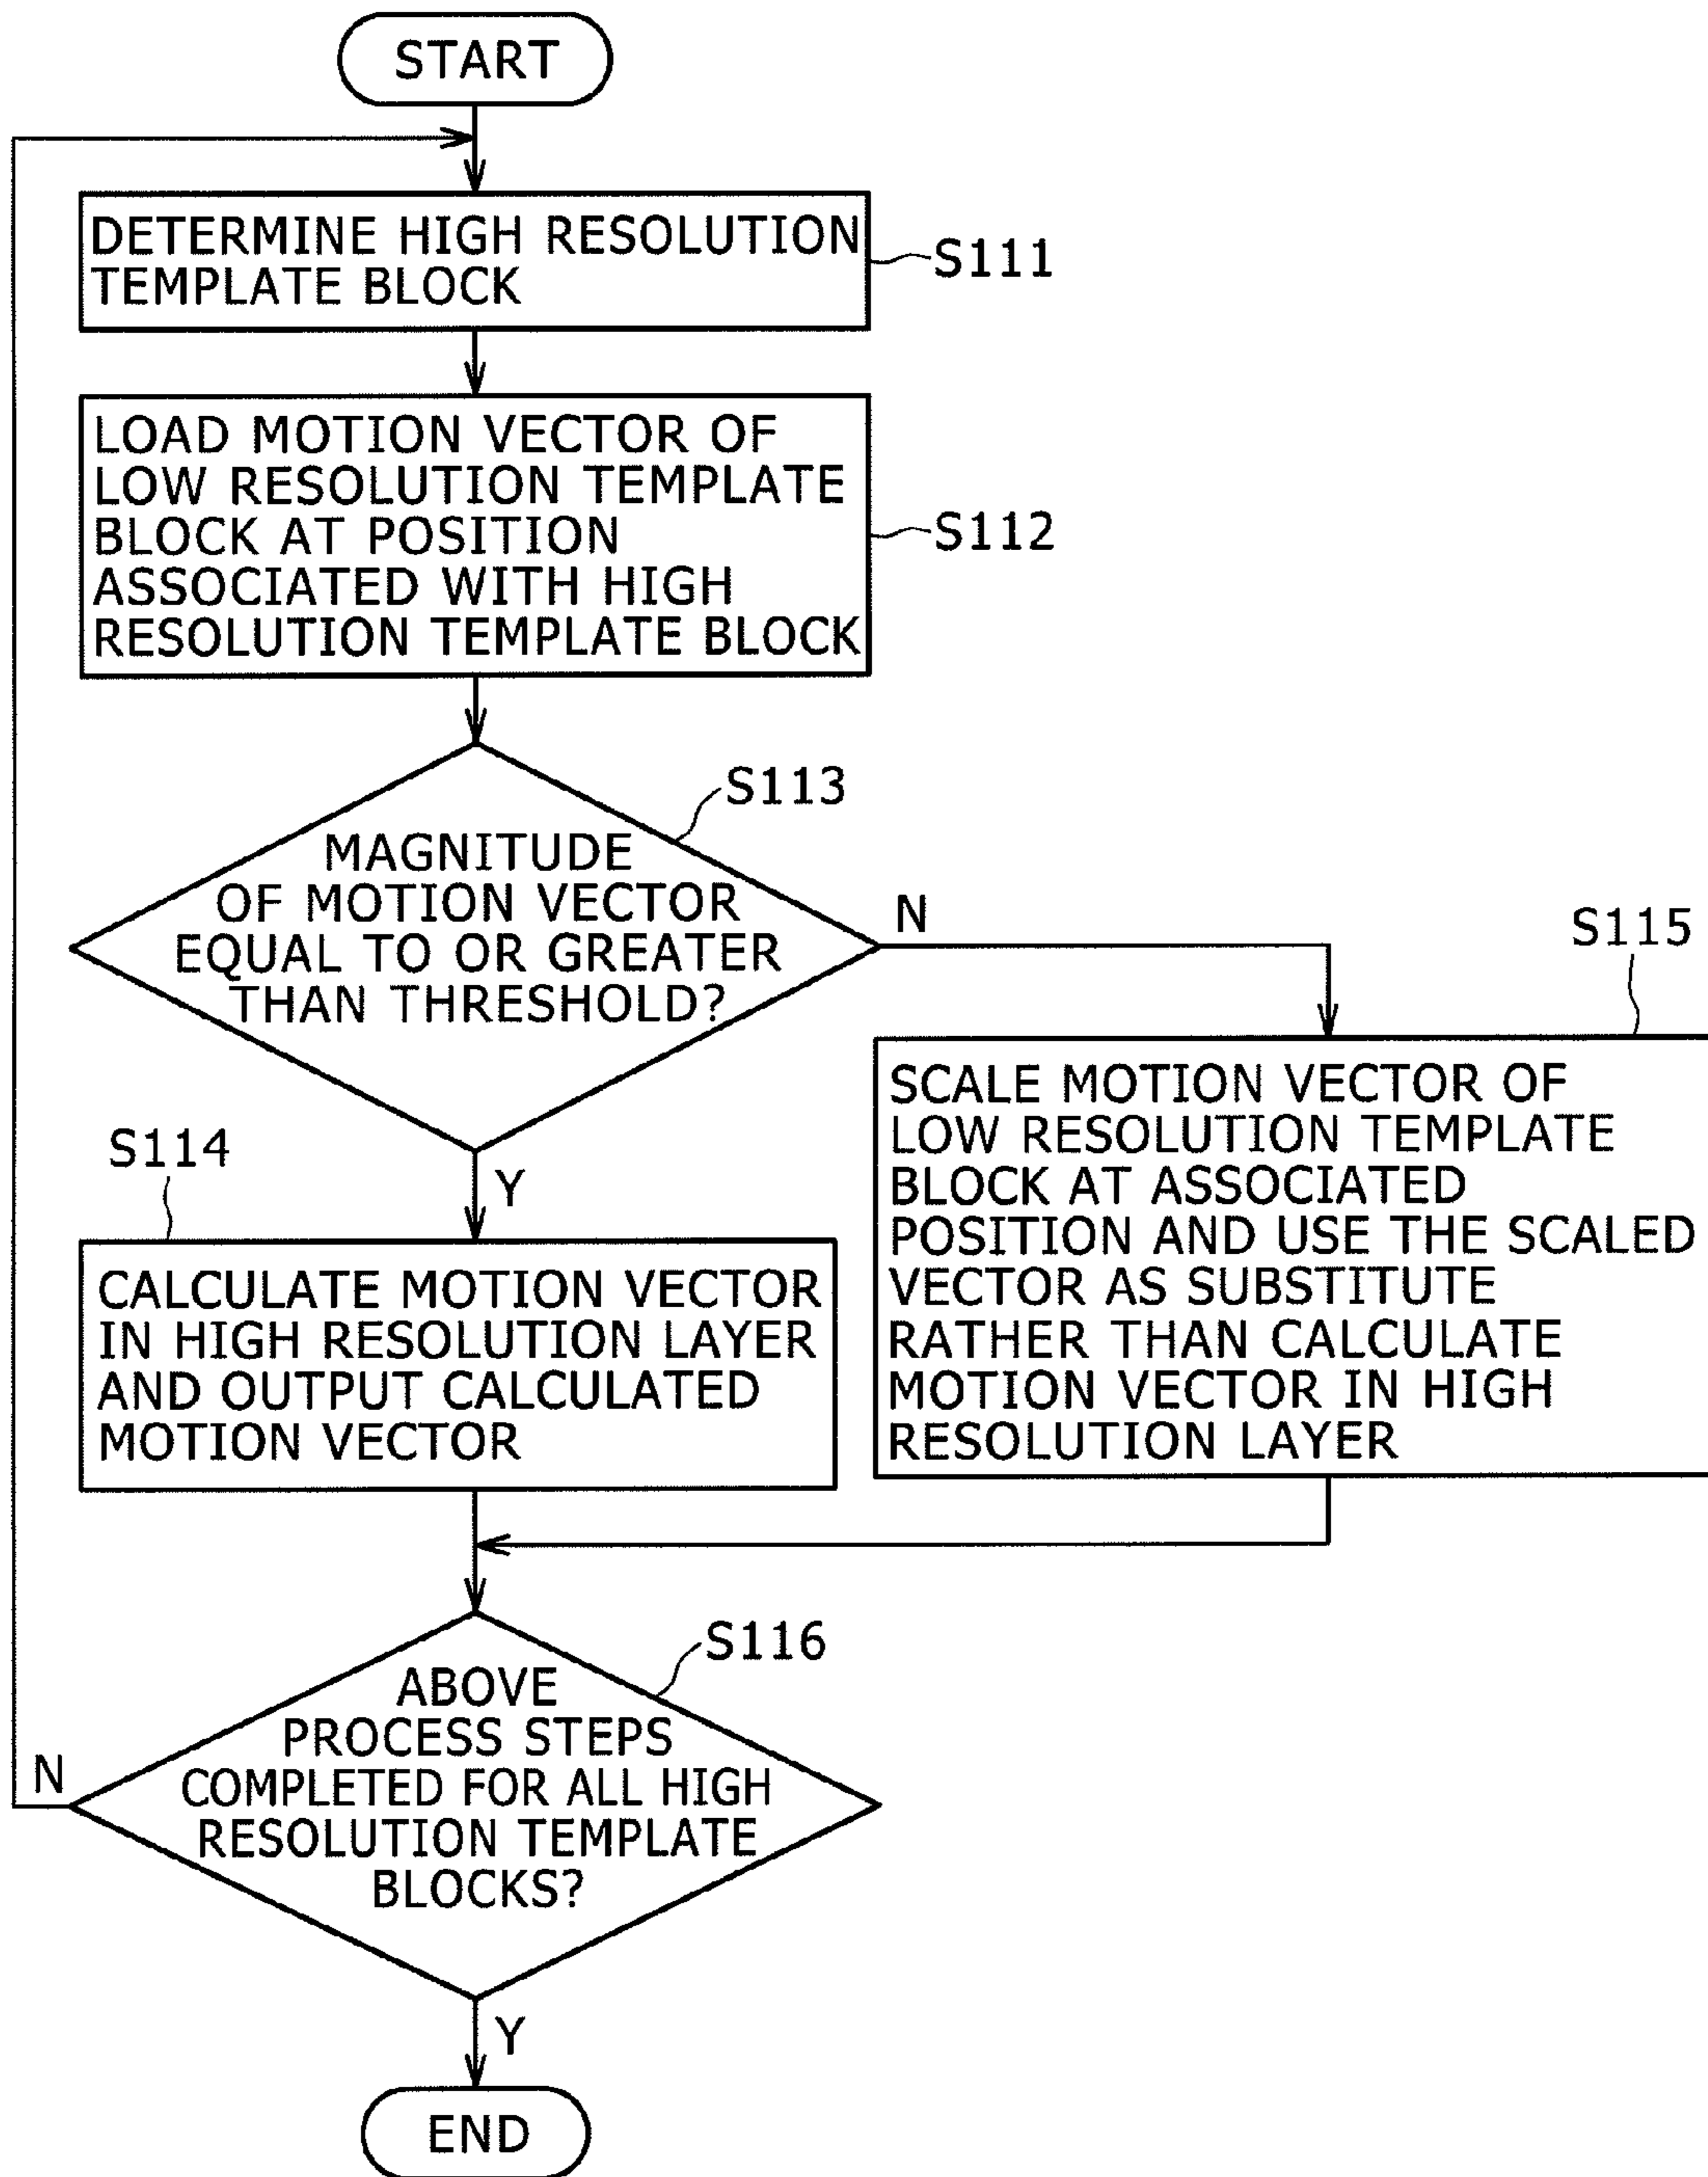 START
DETERMINE HIGH RESOLUTION
TEMPLATE BLOCK
S111
LOAD MOTION VECTOR OF
LOW RESOLUTION TEMPLATE
BLOCK AT POSITION
ASSOCIATED WITH HIGH
RESOLUTION TEMPLATE BLOCK
S112
S113
MAGNITUDE
OF MOTION VECTOR
EQUAL TO OR GREATER
THAN THRESHOLD?
N
Y
S114
CALCULATE MOTION VECTOR
IN HIGH RESOLUTION LAYER
AND OUTPUT CALCULATED
MOTION VECTOR
S115
SCALE MOTION VECTOR OF
LOW RESOLUTION TEMPLATE
BLOCK AT ASSOCIATED
POSITION AND USE THE SCALED
VECTOR AS SUBSTITUTE
RATHER THAN CALCULATE
MOTION VECTOR IN HIGH
RESOLUTION LAYER
S116
ABOVE
PROCESS STEPS
COMPLETED FOR ALL HIGH
RESOLUTION TEMPLATE
BLOCKS?
N
Y
END